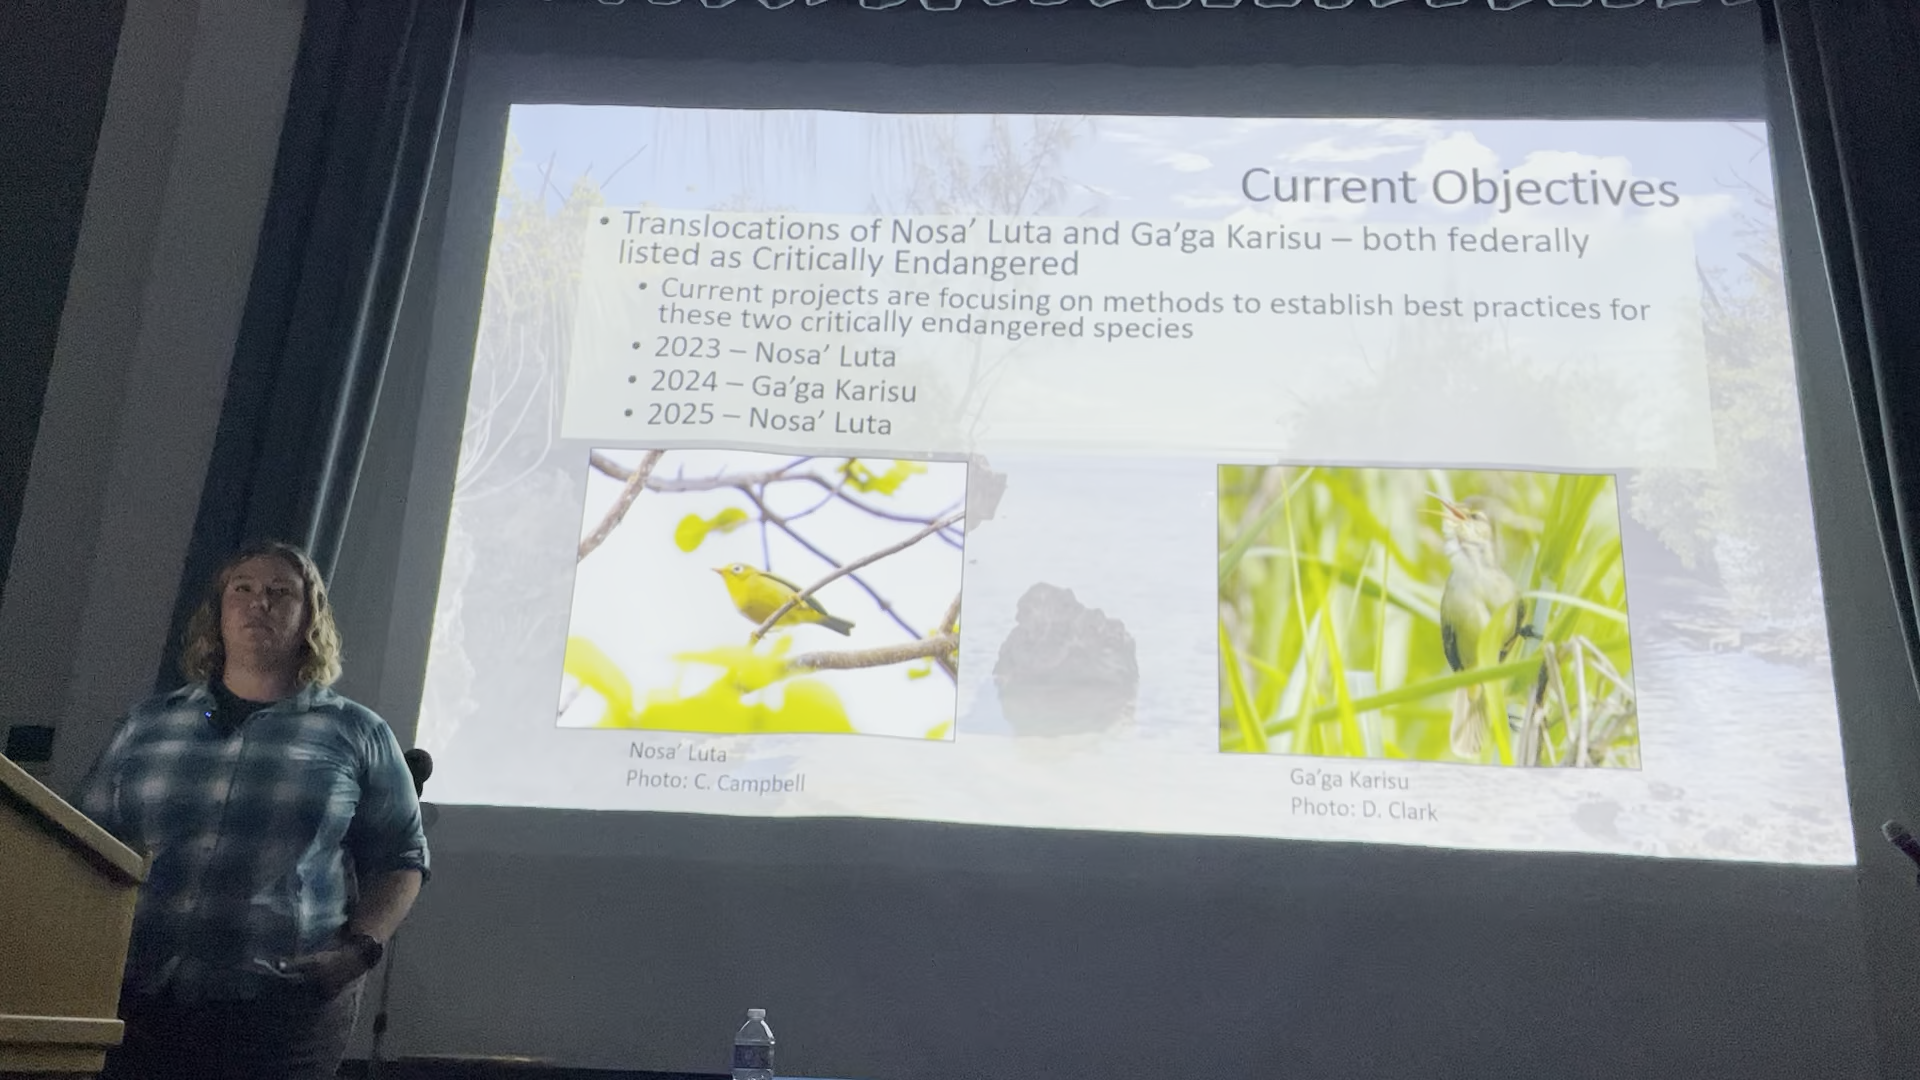 Current Objectives
• Translocations of Nosa’ Luta and Ga’ga Karisu – both federally
listed as Critically Endangered
• Current projects are focusing on methods to establish best practices for
these two critically endangered species
• 2023 – Nosa’ Luta
• 2024 – Ga’ga Karisu
• 2025 – Nosa’ Luta
Nosa’ Luta
Photo: C. Campbell
Ga’ga Karisu
Photo: D. Clark